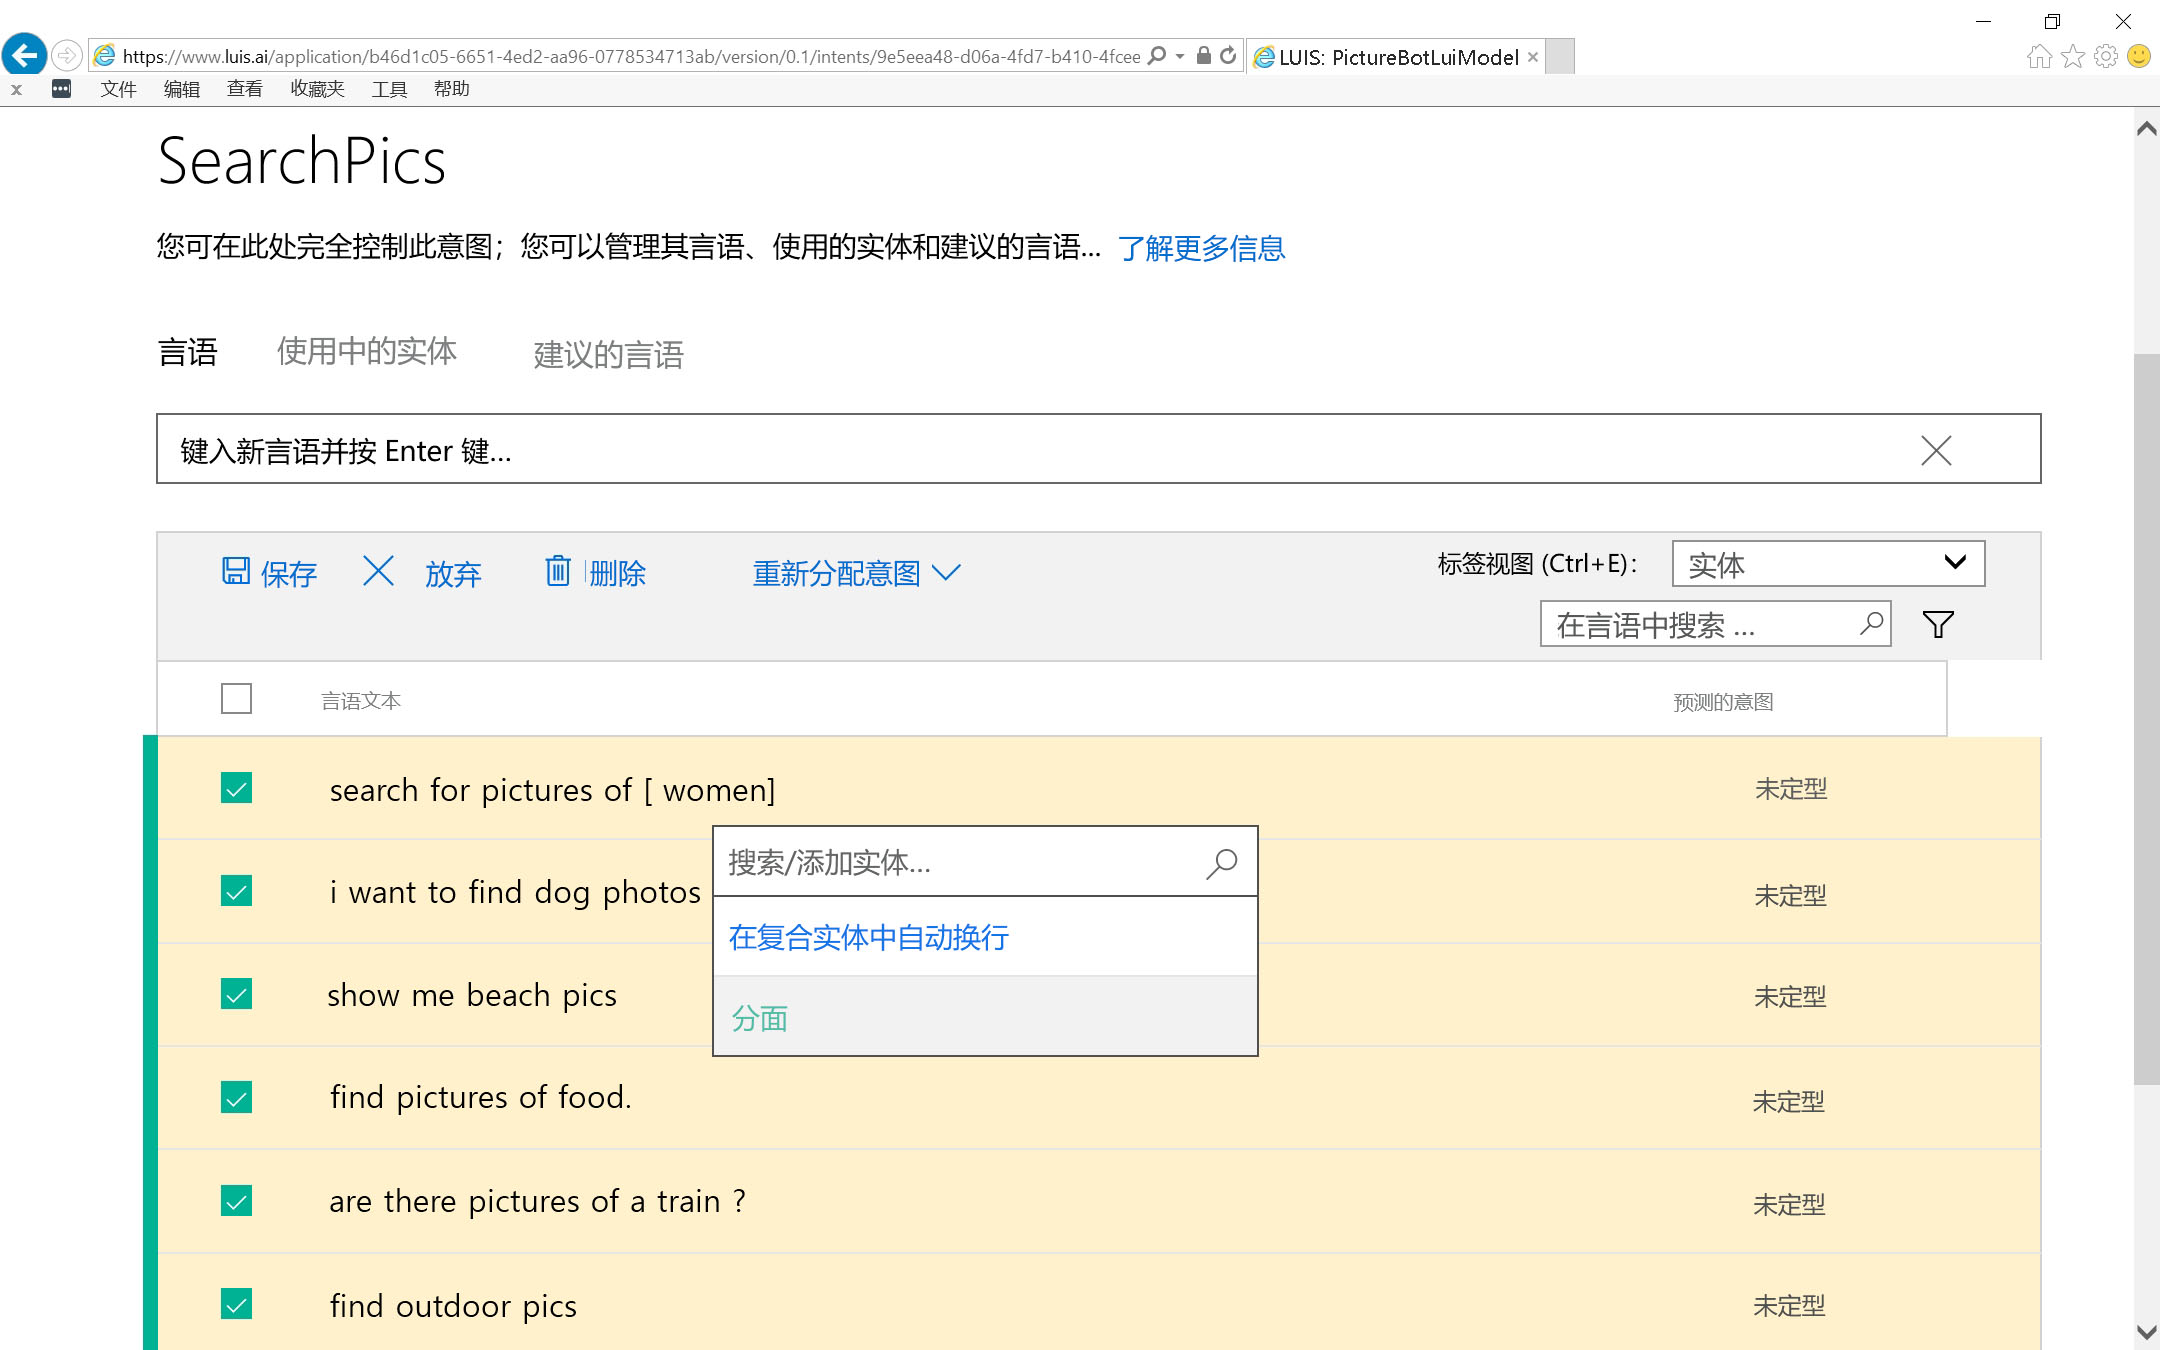 https://www.luis.ai/application/b46d1c05-6651-4ed2-aa96-0778534713ab/version/0.1/intents/9e5eea48-d06a-4fd7-b410-4fcee
LUIS: PictureBotLuiModel
x 文件 编辑 查看 收藏夹 工具 帮助
SearchPics
您可在此处完全控制此意图；您可以管理其言语、使用的实体和建议的言语... 了解更多信息
言语 使用中的实体 建议的言语
键入新言语并按 Enter 键...
保存 放弃 删除 重新分配意图 标签视图 (Ctrl+E)： 实体
在言语中搜索 ...
言语文本 预测的意图
search for pictures of [ women] 未定型
搜索/添加实体...
i want to find dog photos 未定型
在复合实体中自动换行
show me beach pics 未定型
分面
find pictures of food. 未定型
are there pictures of a train ? 未定型
find outdoor pics 未定型